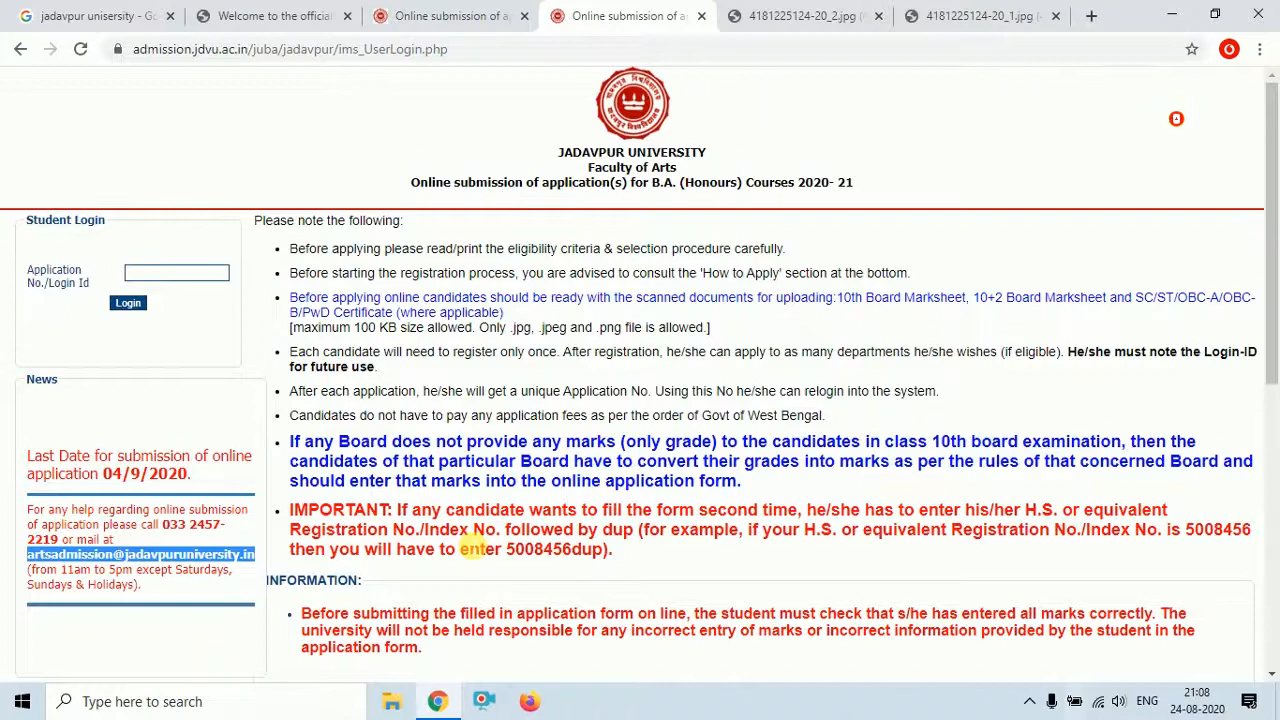 jadavpur uniersity - Go
Welcome to the official
Online submission of a
Online submission of a
4181225124-20_2.jpg (
4181225124-20_1.jpg (
admission.jdvu.ac.in/juba/jadavpur/ims_UserLogin.php
JADAVPUR UNIVERSITY
Faculty of Arts
Online submission of application(s) for B.A. (Honours) Courses 2020- 21
Student Login
Application
No./Login Id
Login
News
Last Date for submission of online
application 04/9/2020.
For any help regarding online submission
of application please call 033 2457-
2219 or mail at
artsadmission@jadavpuruniversity.in
(from 11am to 5pm except Saturdays,
Sundays & Holidays).
Please note the following:
• Before applying please read/print the eligibility criteria & selection procedure carefully.
• Before starting the registration process, you are advised to consult the 'How to Apply' section at the bottom.
• Before applying online candidates should be ready with the scanned documents for uploading:10th Board Marksheet, 10+2 Board Marksheet and SC/ST/OBC-A/OBC-
B/PwD Certificate (where applicable)
[maximum 100 KB size allowed. Only .jpg, .jpeg and .png file is allowed.]
• Each candidate will need to register only once. After registration, he/she can apply to as many departments he/she wishes (if eligible). He/she must note the Login-ID
for future use.
• After each application, he/she will get a unique Application No. Using this No he/she can relogin into the system.
• Candidates do not have to pay any application fees as per the order of Govt of West Bengal.
• If any Board does not provide any marks (only grade) to the candidates in class 10th board examination, then the
candidates of that particular Board have to convert their grades into marks as per the rules of that concerned Board and
should enter that marks into the online application form.
• IMPORTANT: If any candidate wants to fill the form second time, he/she has to enter his/her H.S. or equivalent
Registration No./Index No. followed by dup (for example, if your H.S. or equivalent Registration No./Index No. is 5008456
then you will have to enter 5008456dup).
INFORMATION:
• Before submitting the filled in application form on line, the student must check that s/he has entered all marks correctly. The
university will not be held responsible for any incorrect entry of marks or incorrect information provided by the student in the
application form.
Type here to search
ENG
21:08
24-08-2020